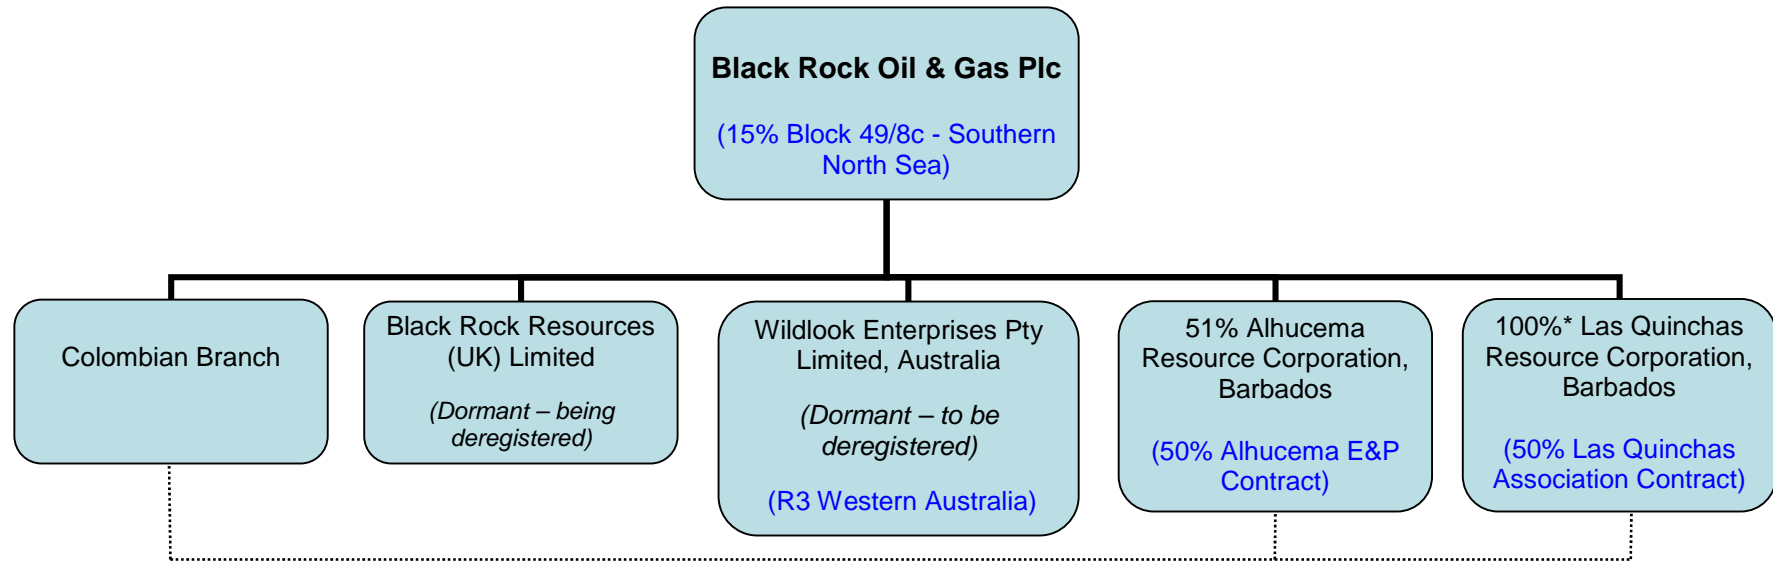 Black Rock Oil & Gas Plc
(15% Block 49/8c - Southern
North Sea)
Colombian Branch
Black Rock Resources
(UK) Limited
(Dormant – being
deregistered)
Wildlook Enterprises Pty
Limited, Australia
(Dormant – to be
deregistered)
(R3 Western Australia)
51% Alhucema
Resource Corporation,
Barbados
(50% Alhucema E&P
Contract)
100%* Las Quinchas
Resource Corporation,
Barbados
(50% Las Quinchas
Association Contract)